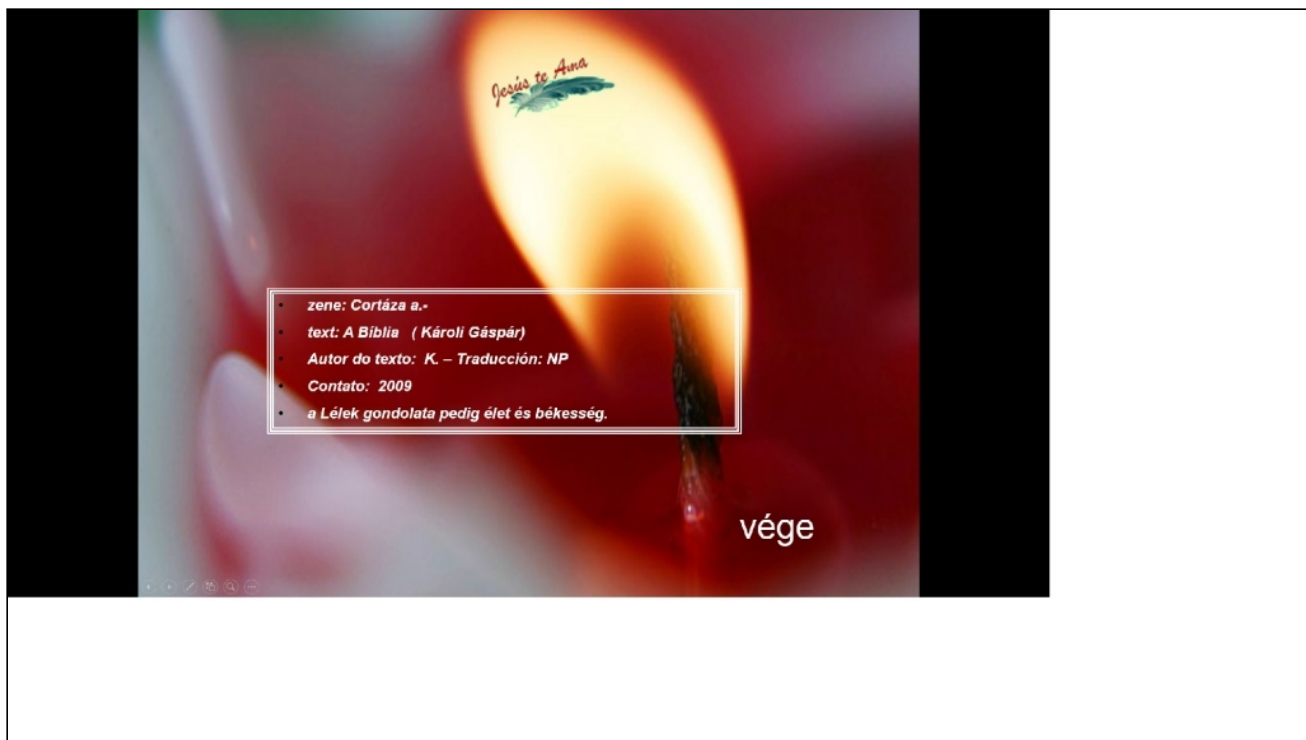 Jesús te Ama
• zene: Cortáza a.-
• text: A Biblia ( Károli Gáspár)
• Autor do texto: K. – Traducción: NP
• Contato: 2009
• a Lélek gondolata pedig élet és békesség.
vége